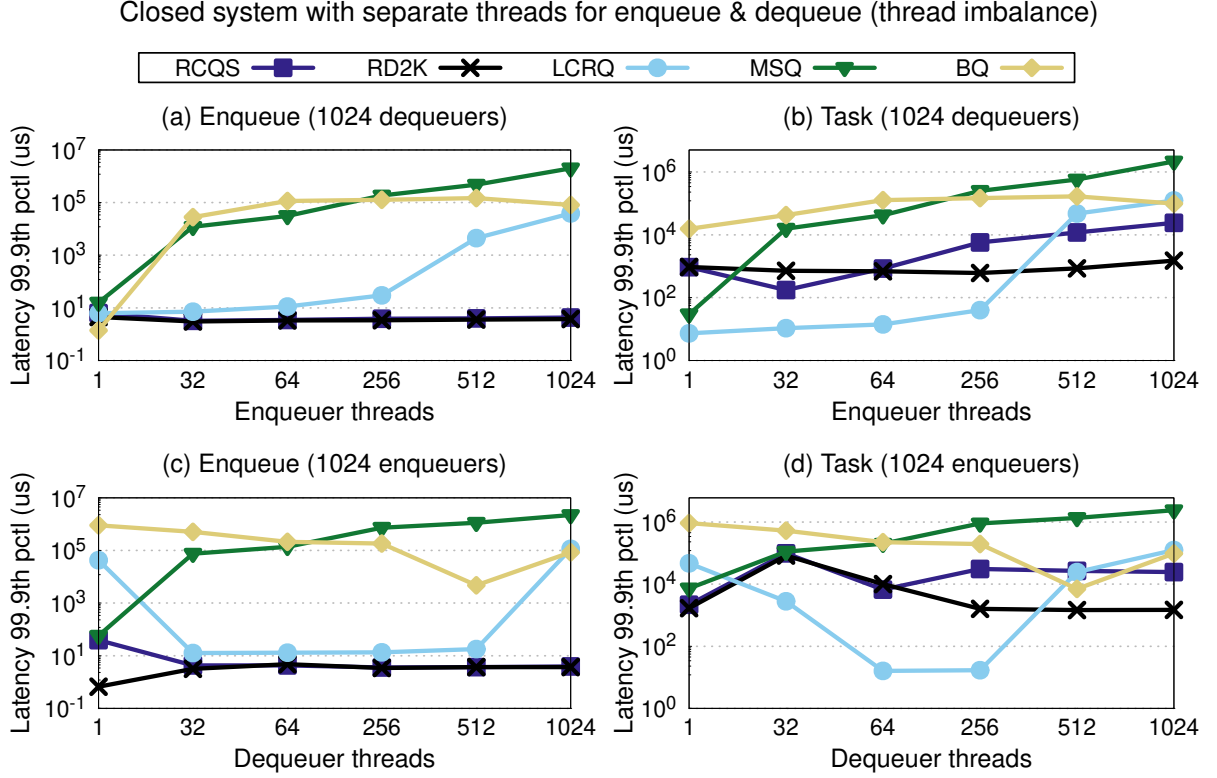 Closed system with separate threads for enqueue & dequeue (thread imbalance)
RCQS RD2K LCRQ MSQ BQ
(a) Enqueue (1024 dequeuers)
Latency 99.9th pctl (us)
10^7
10^5
10^3
10^1
10^-1
1 32 64 256 512 1024
Enqueuer threads
(b) Task (1024 dequeuers)
Latency 99.9th pctl (us)
10^6
10^4
10^2
10^0
1 32 64 256 512 1024
Enqueuer threads
(c) Enqueue (1024 enqueuers)
Latency 99.9th pctl (us)
10^7
10^5
10^3
10^1
10^-1
1 32 64 256 512 1024
Dequeuer threads
(d) Task (1024 enqueuers)
Latency 99.9th pctl (us)
10^6
10^4
10^2
10^0
1 32 64 256 512 1024
Dequeuer threads